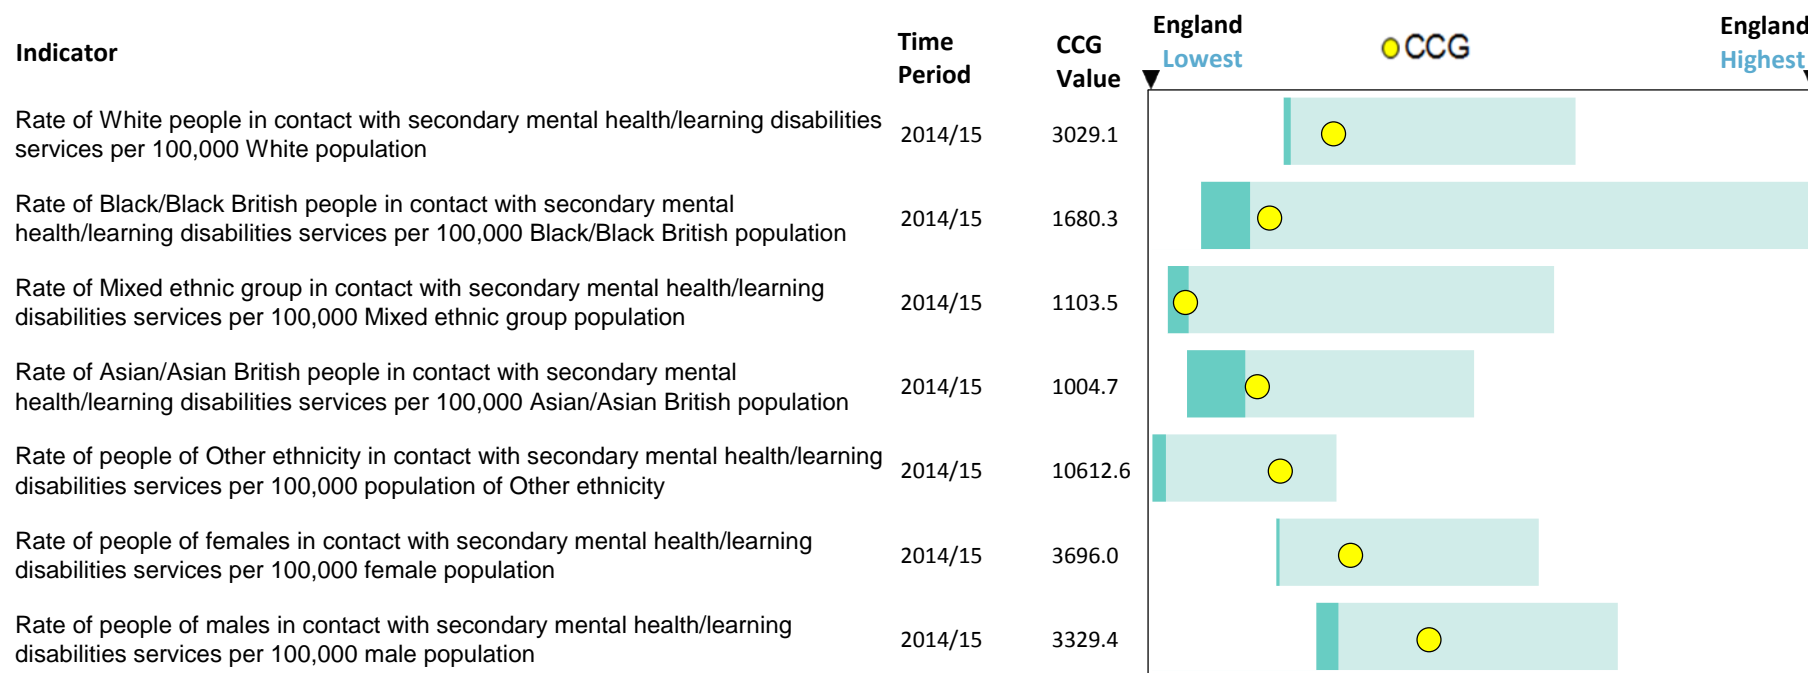 Indicator
Time
Period
CCG
Value
England
Lowest
CCG
England
Highest
Rate of White people in contact with secondary mental health/learning disabilities
services per 100,000 White population
2014/15
3029.1
Rate of Black/Black British people in contact with secondary mental
health/learning disabilities services per 100,000 Black/Black British population
2014/15
1680.3
Rate of Mixed ethnic group in contact with secondary mental health/learning
disabilities services per 100,000 Mixed ethnic group population
2014/15
1103.5
Rate of Asian/Asian British people in contact with secondary mental
health/learning disabilities services per 100,000 Asian/Asian British population
2014/15
1004.7
Rate of people of Other ethnicity in contact with secondary mental health/learning
disabilities services per 100,000 population of Other ethnicity
2014/15
10612.6
Rate of people of females in contact with secondary mental health/learning
disabilities services per 100,000 female population
2014/15
3696.0
Rate of people of males in contact with secondary mental health/learning
disabilities services per 100,000 male population
2014/15
3329.4